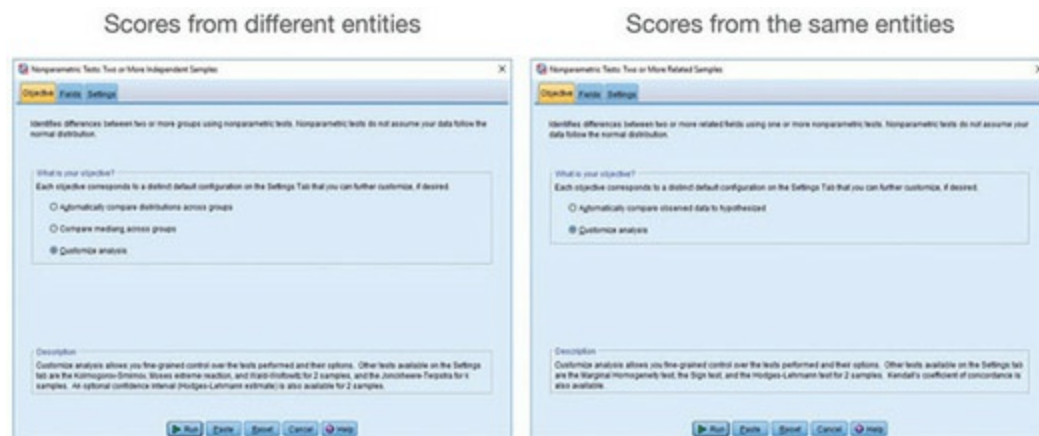 Scores from different entities
Nonparametric Tests: Two or More Independent Samples
Objective Fields Settings
Identifies differences between two or more groups using nonparametric tests. Nonparametric tests do not assume your data follow the
normal distribution.
What is your objective?
Each objective corresponds to a distinct default configuration on the Settings Tab that you can further customize, if desired.
Automatically compare distributions across groups
Compare medians across groups
Customize analysis
Description
Customize analysis allows you fine-grained control over the tests performed and their options. Other tests available on the Settings
tab are the Kolmogorov-Smirnov, Moses extreme reaction, and Wald-Wolfowitz for 2 samples, and the Jonckheere-Terpstra for k
samples. An optional confidence interval (Hodges-Lehmann estimate) is also available for 2 samples.
Run Paste Reset Cancel Help
Scores from the same entities
Nonparametric Tests: Two or More Related Samples
Objective Fields Settings
Identifies differences between two or more related fields using one or more nonparametric tests. Nonparametric tests do not assume your
data follow the normal distribution.
What is your objective?
Each objective corresponds to a distinct default configuration on the Settings Tab that you can further customize, if desired.
Automatically compare observed data to hypothesized
Customize analysis
Description
Customize analysis allows you fine-grained control over the tests performed and their options. Other tests available on the Settings tab
are the Marginal Homogeneity test, the Sign test, and the Hodges-Lehmann test for 2 samples. Kendall's coefficient of concordance is
also available.
Run Paste Reset Cancel Help